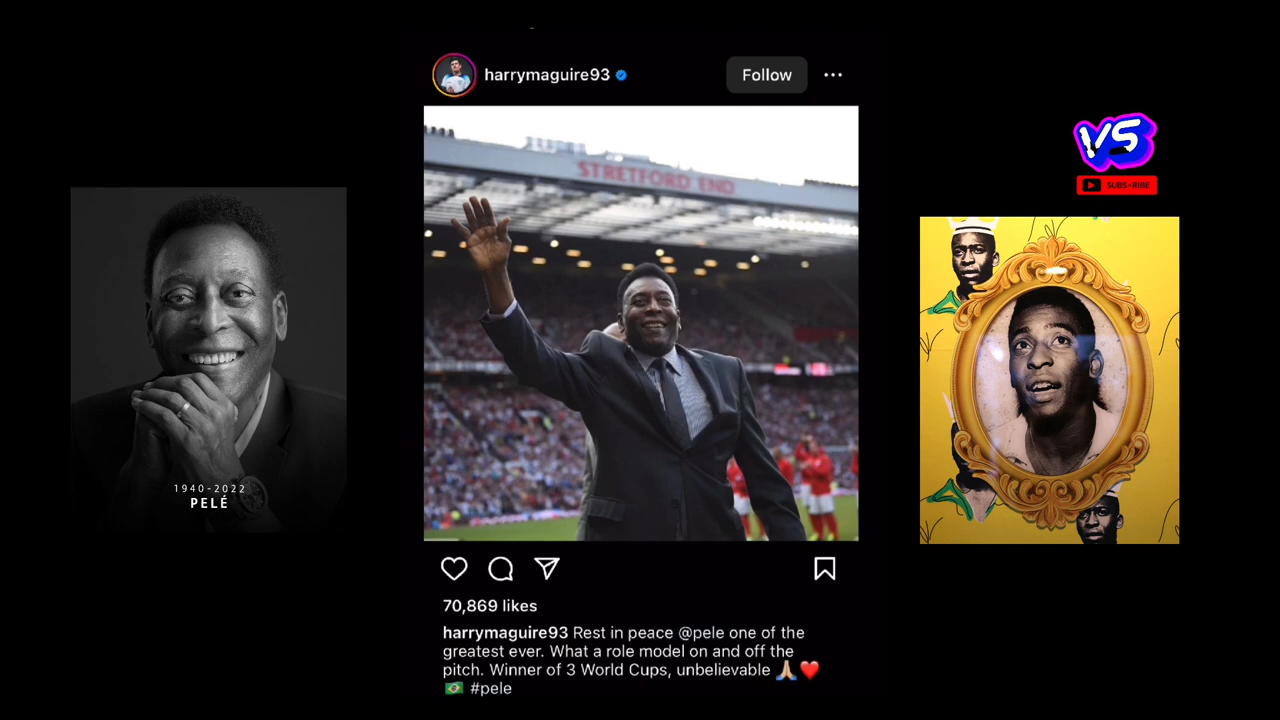 harrymaguire93
Follow
STRETFORD END
70,869 likes
harrymaguire93 Rest in peace @pele one of the
greatest ever. What a role model on and off the
pitch. Winner of 3 World Cups, unbelievable 🙏🏼❤️
🇧🇷 #pele
1940-2022
PELÉ
VS
SUBSCRIBE